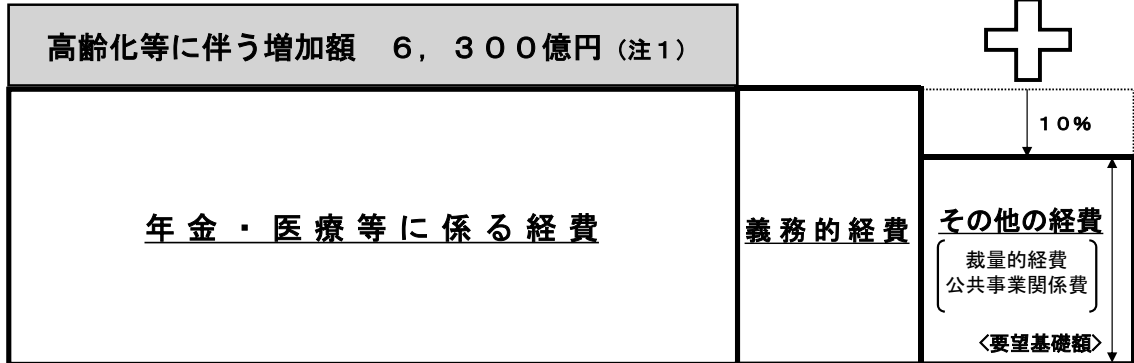 高齢化等に伴う増加額 6,300億円(注1)
10%
年金・医療等に係る経費
義務的経費
その他の経費
裁量的経費
公共事業関係費
<要望基礎額>